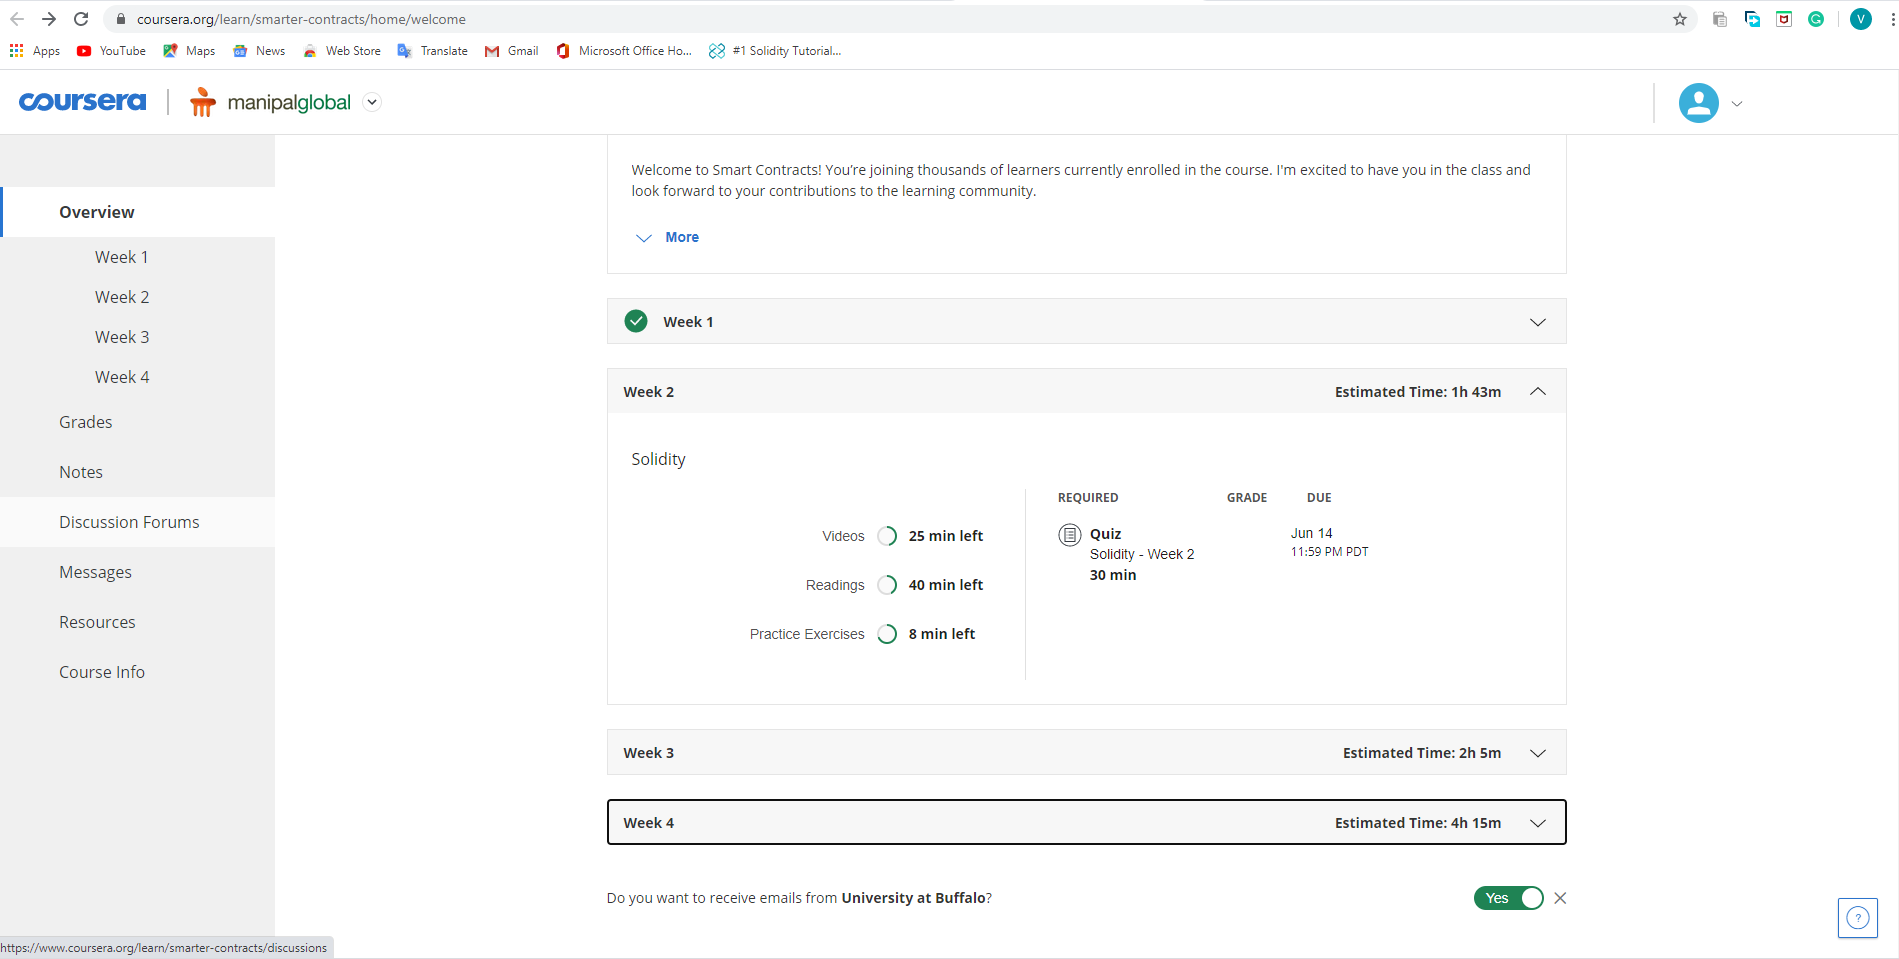 coursera.org/learn/smarter-contracts/home/welcome
V
Apps YouTube Maps News Web Store Translate Gmail Microsoft Office Ho... #1 Solidity Tutorial...
coursera manipalglobal
Welcome to Smart Contracts! You’re joining thousands of learners currently enrolled in the course. I'm excited to have you in the class and
look forward to your contributions to the learning community.
More
Overview
Week 1
Week 2
Week 3
Week 4
Grades
Notes
Discussion Forums
Messages
Resources
Course Info
Week 1
Week 2 Estimated Time: 1h 43m
Solidity
Videos 25 min left
Readings 40 min left
Practice Exercises 8 min left
REQUIRED GRADE DUE
Quiz Jun 14
Solidity - Week 2 11:59 PM PDT
30 min
Week 3 Estimated Time: 2h 5m
Week 4 Estimated Time: 4h 15m
Do you want to receive emails from University at Buffalo? Yes
?
https://www.coursera.org/learn/smarter-contracts/discussions